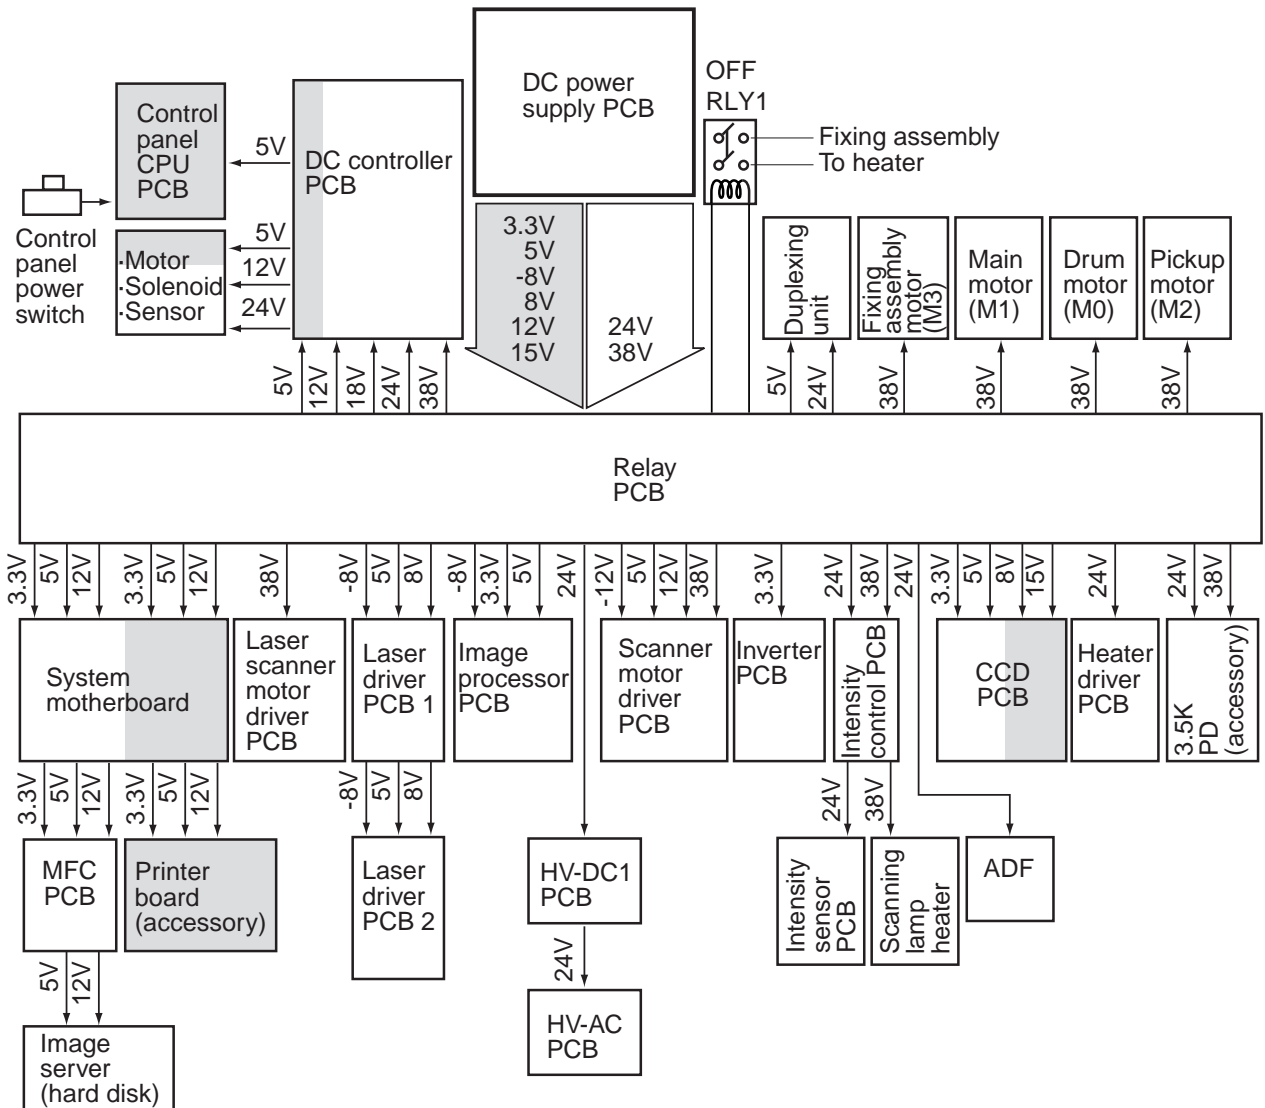 DC power
supply PCB
OFF
RLY1
Fixing assembly
To heater
Control
panel
CPU
PCB
5V
DC controller
PCB
Control
panel
power
switch
·Motor
·Solenoid
·Sensor
5V
12V
24V
3.3V
5V
-8V
8V
12V
15V
24V
38V
Duplexing
unit
Fixing
assembly
motor
(M3)
Main
motor
(M1)
Drum
motor
(M0)
Pickup
motor
(M2)
5V
12V
18V
24V
38V
5V
24V
38V
38V
38V
38V
Relay
PCB
3.3V
5V
12V
3.3V
5V
12V
38V
-8V
5V
8V
-8V
3.3V
5V
24V
-12V
5V
12V
38V
3.3V
24V
38V
24V
3.3V
5V
8V
15V
24V
24V
38V
System
motherboard
Laser
scanner
motor
driver
PCB
Laser
driver
PCB 1
Image
processor
PCB
Scanner
motor
driver
PCB
Inverter
PCB
Intensity
control PCB
CCD
PCB
Heater
driver
PCB
3.5K
PD
(accessory)
3.3V
5V
12V
3.3V
5V
12V
-8V
5V
8V
24V
38V
MFC
PCB
Printer
board
(accessory)
Laser
driver
PCB 2
HV-DC1
PCB
Intensity
sensor
PCB
Scanning
lamp
heater
ADF
5V
12V
24V
Image
server
(hard disk)
HV-AC
PCB